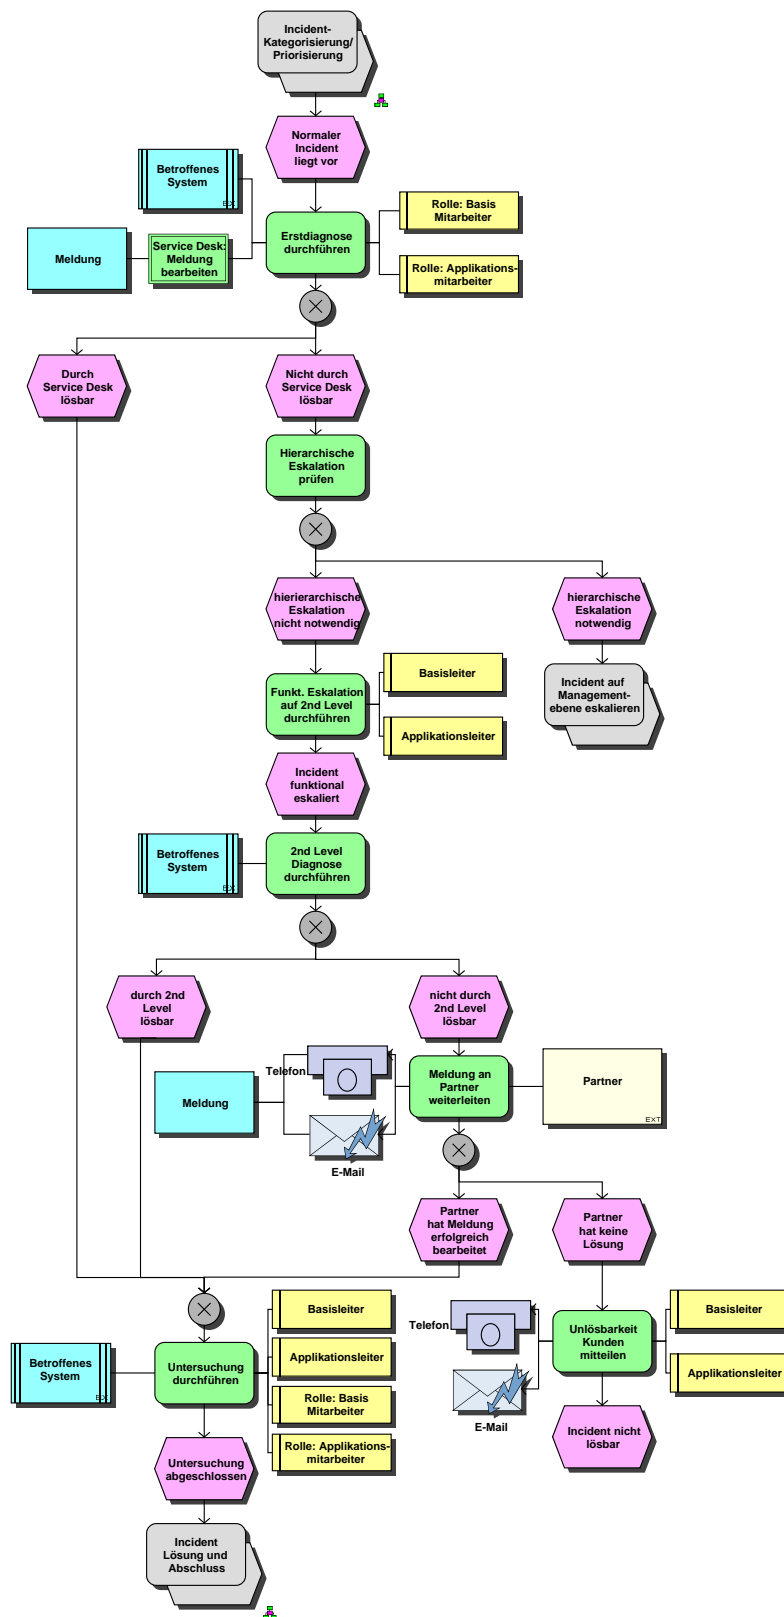 Incident-
Kategorisierung/
Priorisierung
Normaler
Incident
liegt vor
Betroffenes
System
EXT
Rolle: Basis
Mitarbeiter
Erstdiagnose
durchführen
Meldung
Service Desk:
Meldung
bearbeiten
Rolle: Applikations-
mitarbeiter
Durch
Service Desk
lösbar
Nicht durch
Service Desk
lösbar
Hierarchische
Eskalation
prüfen
hierierarchische
Eskalation
nicht notwendig
hierarchische
Eskalation
notwendig
Funkt. Eskalation
auf 2nd Level
durchführen
Basisleiter
Applikationsleiter
Incident auf
Management-
ebene eskalieren
Incident
funktional
eskaliert
Betroffenes
System
EXT
2nd Level
Diagnose
durchführen
durch 2nd
Level
lösbar
nicht durch
2nd Level
lösbar
Meldung
Telefon
E-Mail
Meldung an
Partner
weiterleiten
Partner
EXT
Partner
hat Meldung
erfolgreich
bearbeitet
Partner
hat keine
Lösung
Betroffenes
System
EXT
Untersuchung
durchführen
Basisleiter
Applikationsleiter
Rolle: Basis
Mitarbeiter
Rolle: Applikations-
mitarbeiter
Telefon
E-Mail
Unlösbarkeit
Kunden
mitteilen
Basisleiter
Applikationsleiter
Untersuchung
abgeschlossen
Incident nicht
lösbar
Incident
Lösung und
Abschluss